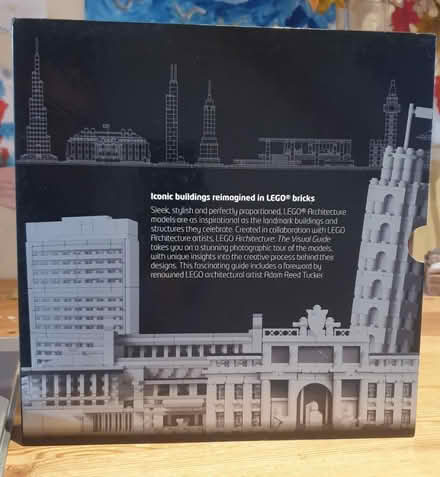 Iconic buildings reimagined in LEGO® bricks
Sleek, stylish and perfectly proportioned, LEGO® Architecture
models are as inspirational as the landmark buildings and
structures they celebrate. Created in collaboration with LEGO
Architecture artists, LEGO Architecture: The Visual Guide
takes you on a stunning photographic tour of the models,
with unique insights into the creative process behind their
designs. This fascinating guide includes a foreword by
renowned LEGO architectural artist Adam Reed Tucker.